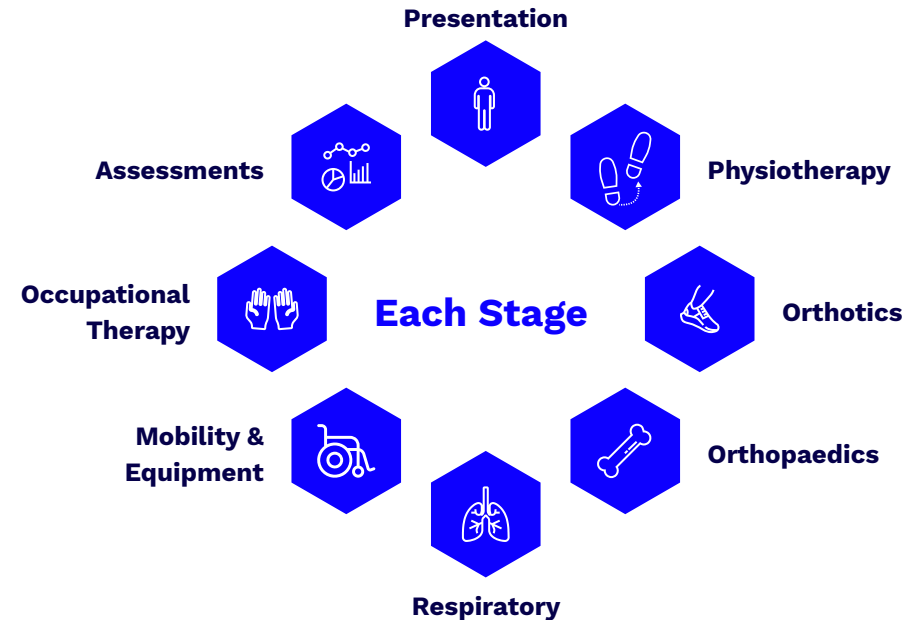 Presentation
Assessments
Physiotherapy
Occupational
Therapy
Each Stage
Orthotics
Mobility &
Equipment
Orthopaedics
Respiratory